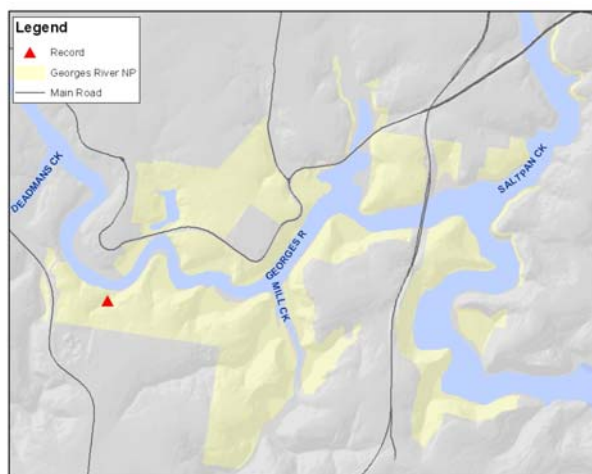 Legend
Record
Georges River NP
Main Road
DEADMANS CK
SALTPAN CK
GEORGES R
MILL CK